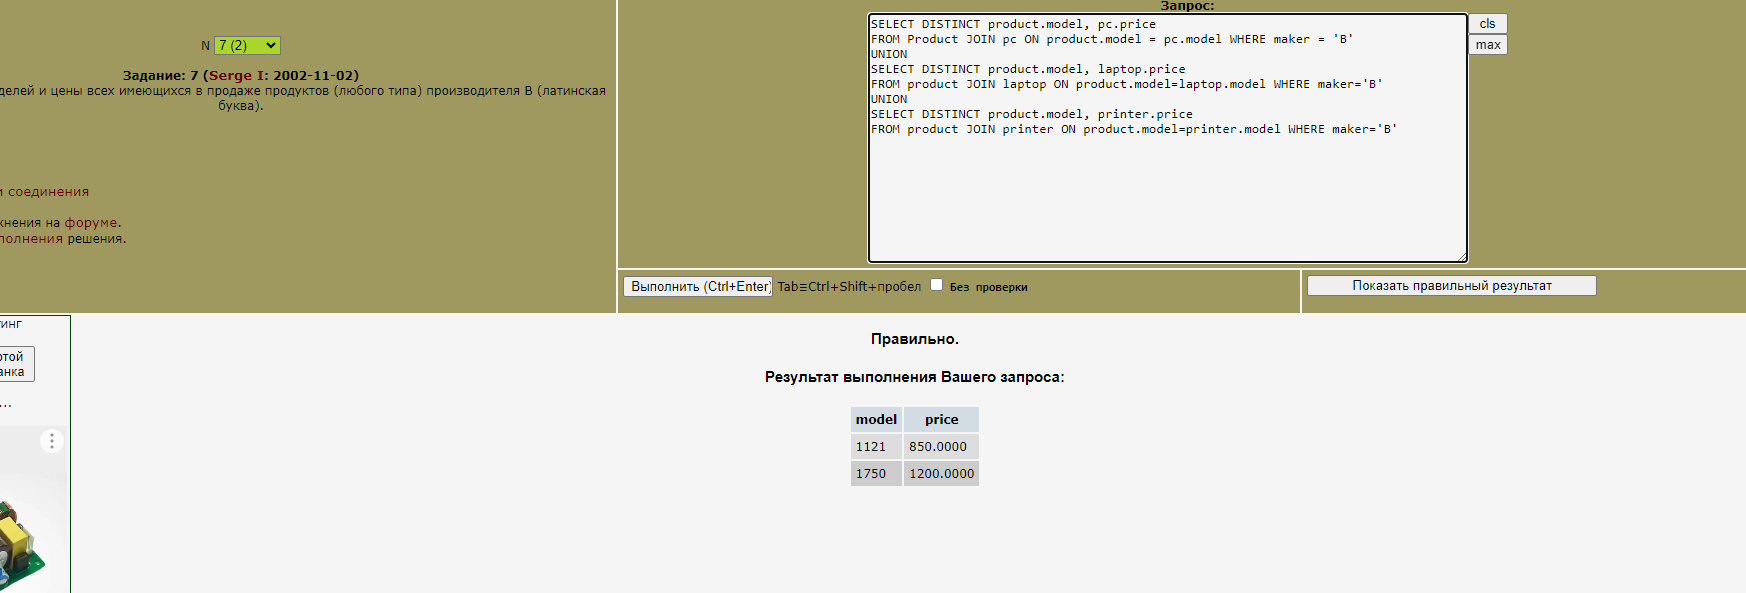 N 7 (2)
Задание: 7 (Serge I: 2002-11-02)
делей и цены всех имеющихся в продаже продуктов (любого типа) производителя B (латинская
буква).
и соединения
жнения на форуме.
полнения решения.
Запрос:
SELECT DISTINCT product.model, pc.price
FROM Product JOIN pc ON product.model = pc.model WHERE maker = 'B'
UNION
SELECT DISTINCT product.model, laptop.price
FROM product JOIN laptop ON product.model=laptop.model WHERE maker='B'
UNION
SELECT DISTINCT product.model, printer.price
FROM product JOIN printer ON product.model=printer.model WHERE maker='B'
cls
max
Выполнить (Ctrl+Enter) Tab≡Ctrl+Shift+пробел Без проверки
Показать правильный результат
тинг
отой
анка
...
Правильно.
Результат выполнения Вашего запроса:
model price
1121 850.0000
1750 1200.0000